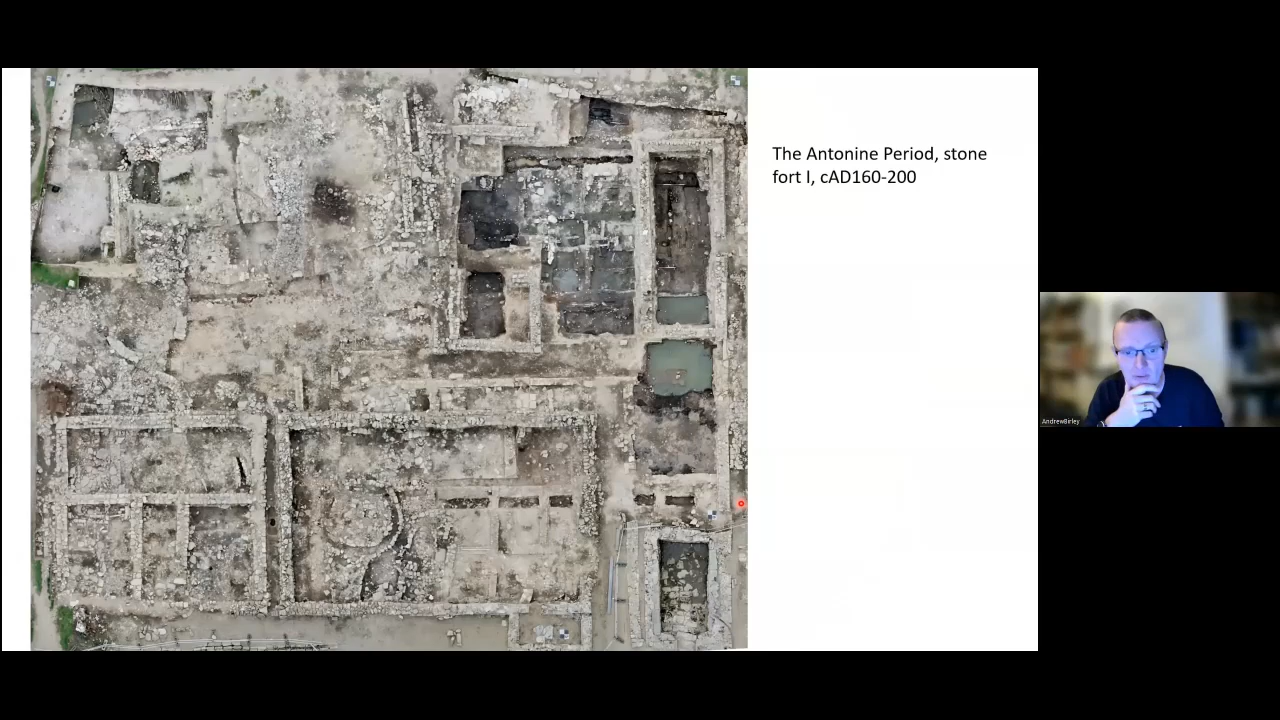 The Antonine Period, stone
fort I, cAD160-200
AndrewBirley